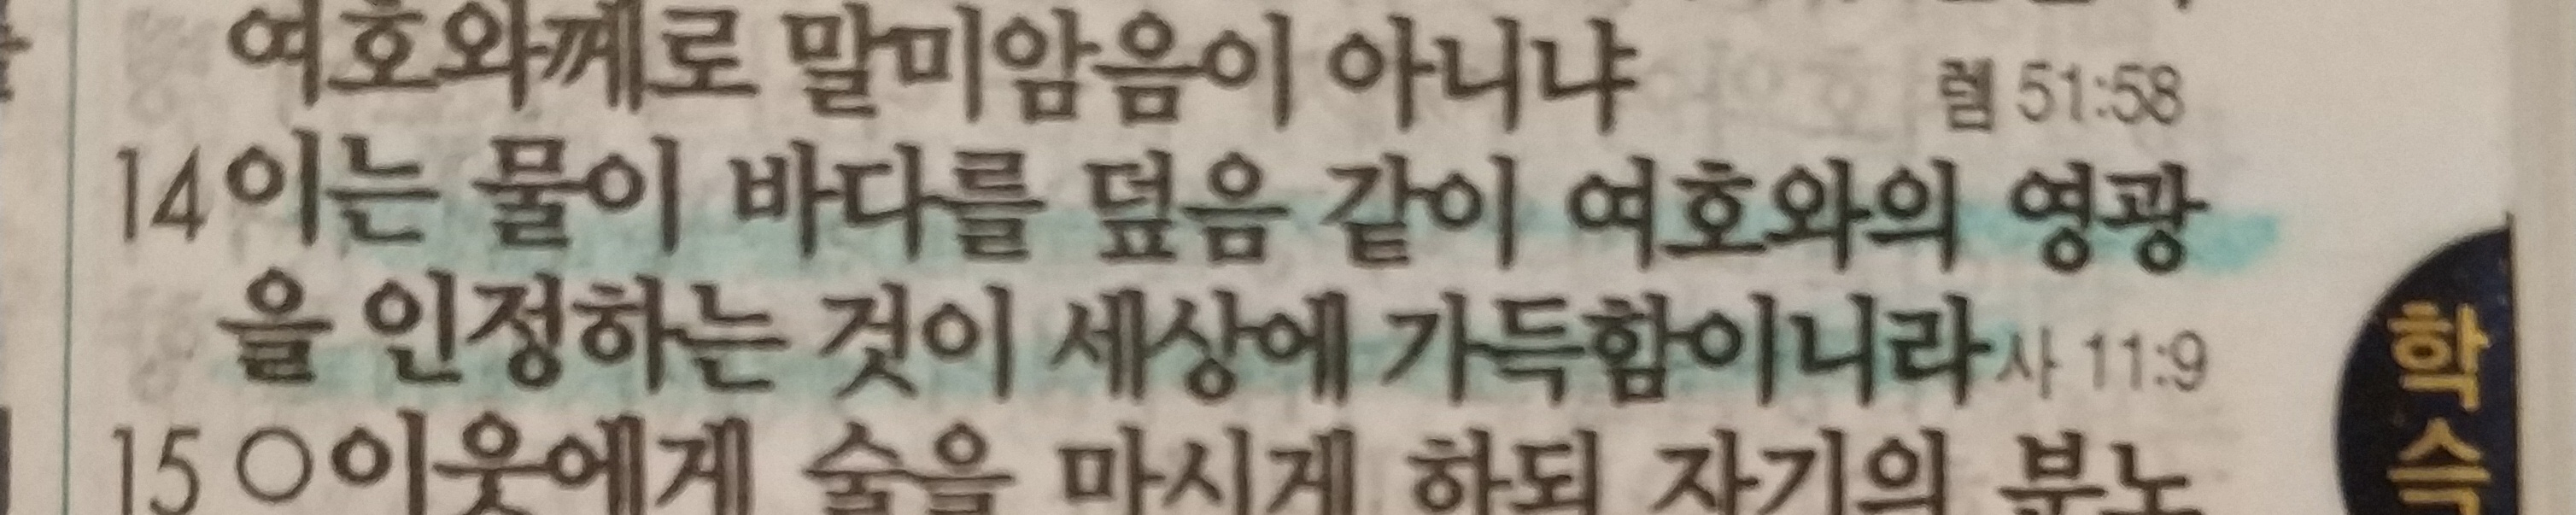 여호와께로 말미암음이 아니냐 렘 51:58
14 이는 물이 바다를 덮음 같이 여호와의 영광
을 인정하는 것이 세상에 가득함이니라 사 11:9
15 ○이웃에게 술을 마시게 하되 자기의 분노
학
슥